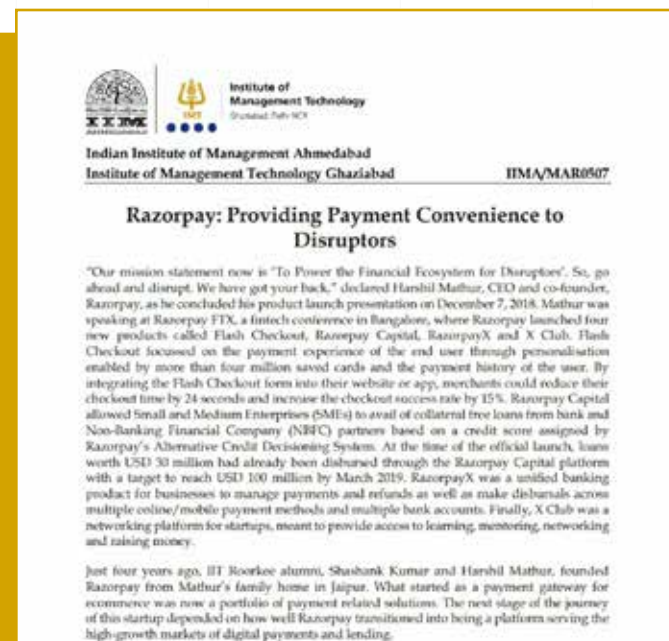 Institute of
Management Technology
Ghaziabad, Delhi NCR
IIM
AHMEDABAD
IMT
Indian Institute of Management Ahmedabad
Institute of Management Technology Ghaziabad IIMA/MAR0507
Razorpay: Providing Payment Convenience to
Disruptors
"Our mission statement now is 'To Power the Financial Ecosystem for Disruptors'. So, go
ahead and disrupt. We have got your back," declared Harshil Mathur, CEO and co-founder,
Razorpay, as he concluded his product launch presentation on December 7, 2018. Mathur was
speaking at Razorpay FTX, a fintech conference in Bangalore, where Razorpay launched four
new products called Flash Checkout, Razorpay Capital, RazorpayX and X Club. Flash
Checkout focussed on the payment experience of the end user through personalisation
enabled by more than four million saved cards and the payment history of the user. By
integrating the Flash Checkout form into their website or app, merchants could reduce their
checkout time by 24 seconds and increase the checkout success rate by 15%. Razorpay Capital
allowed Small and Medium Enterprises (SMEs) to avail of collateral free loans from bank and
Non-Banking Financial Company (NBFC) partners based on a credit score assigned by
Razorpay's Alternative Credit Decisioning System. At the time of the official launch, loans
worth USD 30 million had already been disbursed through the Razorpay Capital platform
with a target to reach USD 100 million by March 2019. RazorpayX was a unified banking
product for businesses to manage payments and refunds as well as make disbursals across
multiple online/mobile payment methods and multiple bank accounts. Finally, X Club was a
networking platform for startups, meant to provide access to learning, mentoring, networking
and raising money.
Just four years ago, IIT Roorkee alumni, Shashank Kumar and Harshil Mathur, founded
Razorpay from Mathur's family home in Jaipur. What started as a payment gateway for
ecommerce was now a portfolio of payment related solutions. The next stage of the journey
of this startup depended on how well Razorpay transitioned into being a platform serving the
high-growth markets of digital payments and lending.